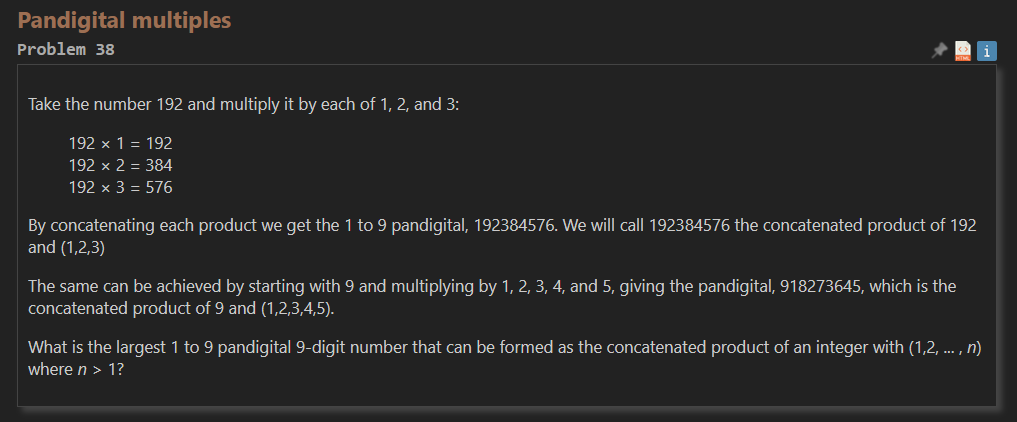 Pandigital multiples
Problem 38
HTML
i
Take the number 192 and multiply it by each of 1, 2, and 3:
192 × 1 = 192
192 × 2 = 384
192 × 3 = 576
By concatenating each product we get the 1 to 9 pandigital, 192384576. We will call 192384576 the concatenated product of 192
and (1,2,3)
The same can be achieved by starting with 9 and multiplying by 1, 2, 3, 4, and 5, giving the pandigital, 918273645, which is the
concatenated product of 9 and (1,2,3,4,5).
What is the largest 1 to 9 pandigital 9-digit number that can be formed as the concatenated product of an integer with (1,2, ... , n)
where n > 1?